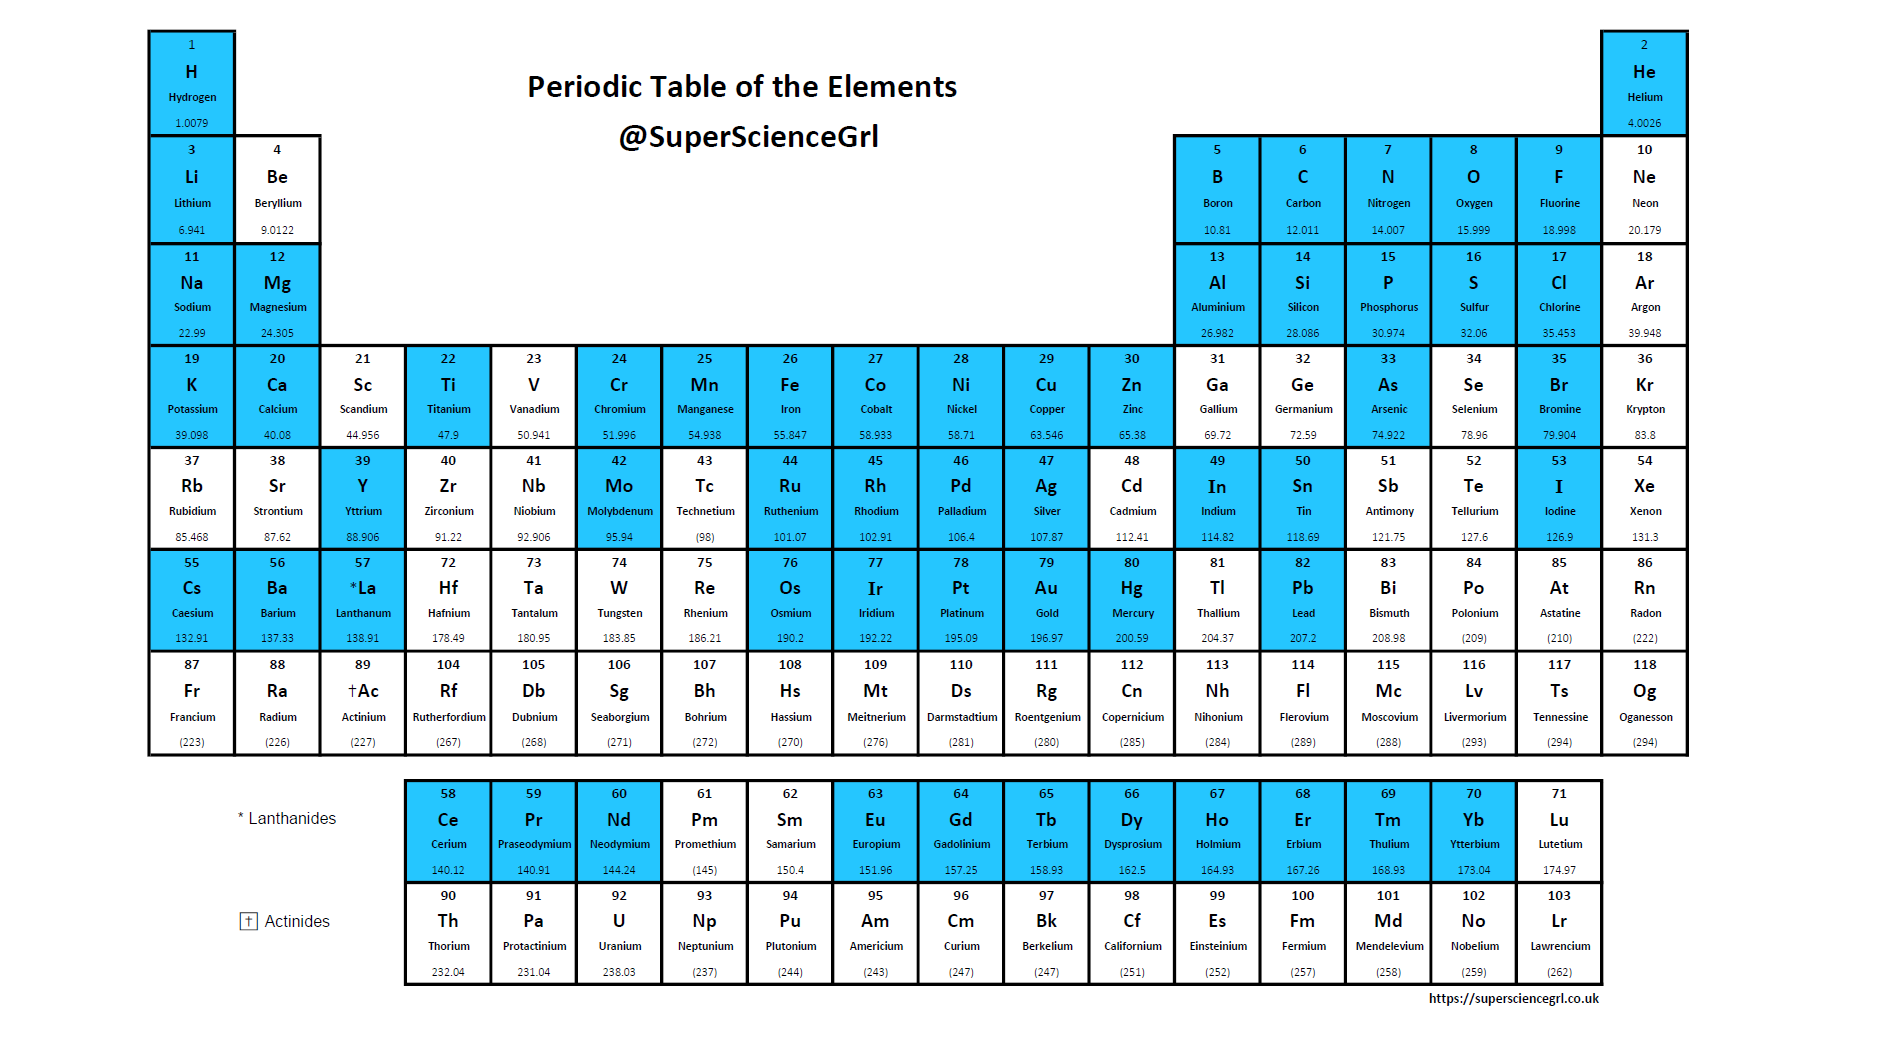 1 2
H He
Periodic Table of the Elements
Hydrogen Helium
1.0079 4.0026
@SuperScienceGrl
3 4 5 6 7 8 9 10
Li Be B C N O F Ne
Lithium Beryllium Boron Carbon Nitrogen Oxygen Fluorine Neon
6.941 9.0122 10.81 12.011 14.007 15.999 18.998 20.179
11 12 13 14 15 16 17 18
Na Mg Al Si P S Cl Ar
Sodium Magnesium Aluminium Silicon Phosphorus Sulfur Chlorine Argon
22.99 24.305 26.982 28.086 30.974 32.06 35.453 39.948
19 20 21 22 23 24 25 26 27 28 29 30 31 32 33 34 35 36
K Ca Sc Ti V Cr Mn Fe Co Ni Cu Zn Ga Ge As Se Br Kr
Potassium Calcium Scandium Titanium Vanadium Chromium Manganese Iron Cobalt Nickel Copper Zinc Gallium Germanium Arsenic Selenium Bromine Krypton
39.098 40.08 44.956 47.9 50.941 51.996 54.938 55.847 58.933 58.71 63.546 65.38 69.72 72.59 74.922 78.96 79.904 83.8
37 38 39 40 41 42 43 44 45 46 47 48 49 50 51 52 53 54
Rb Sr Y Zr Nb Mo Tc Ru Rh Pd Ag Cd In Sn Sb Te I Xe
Rubidium Strontium Yttrium Zirconium Niobium Molybdenum Technetium Ruthenium Rhodium Palladium Silver Cadmium Indium Tin Antimony Tellurium Iodine Xenon
85.468 87.62 88.906 91.22 92.906 95.94 (98) 101.07 102.91 106.4 107.87 112.41 114.82 118.69 121.75 127.6 126.9 131.3
55 56 57 72 73 74 75 76 77 78 79 80 81 82 83 84 85 86
Cs Ba *La Hf Ta W Re Os Ir Pt Au Hg Tl Pb Bi Po At Rn
Caesium Barium Lanthanum Hafnium Tantalum Tungsten Rhenium Osmium Iridium Platinum Gold Mercury Thallium Lead Bismuth Polonium Astatine Radon
132.91 137.33 138.91 178.49 180.95 183.85 186.21 190.2 192.22 195.09 196.97 200.59 204.37 207.2 208.98 (209) (210) (222)
87 88 89 104 105 106 107 108 109 110 111 112 113 114 115 116 117 118
Fr Ra †Ac Rf Db Sg Bh Hs Mt Ds Rg Cn Nh Fl Mc Lv Ts Og
Francium Radium Actinium Rutherfordium Dubnium Seaborgium Bohrium Hassium Meitnerium Darmstadtium Roentgenium Copernicium Nihonium Flerovium Moscovium Livermorium Tennessine Oganesson
(223) (226) (227) (267) (268) (271) (272) (270) (276) (281) (280) (285) (284) (289) (288) (293) (294) (294)
58 59 60 61 62 63 64 65 66 67 68 69 70 71
* Lanthanides Ce Pr Nd Pm Sm Eu Gd Tb Dy Ho Er Tm Yb Lu
Cerium Praseodymium Neodymium Promethium Samarium Europium Gadolinium Terbium Dysprosium Holmium Erbium Thulium Ytterbium Lutetium
140.12 140.91 144.24 (145) 150.4 151.96 157.25 158.93 162.5 164.93 167.26 168.93 173.04 174.97
90 91 92 93 94 95 96 97 98 99 100 101 102 103
† Actinides Th Pa U Np Pu Am Cm Bk Cf Es Fm Md No Lr
Thorium Protactinium Uranium Neptunium Plutonium Americium Curium Berkelium Californium Einsteinium Fermium Mendelevium Nobelium Lawrencium
232.04 231.04 238.03 (237) (244) (243) (247) (247) (251) (252) (257) (258) (259) (262)
https://supersciencegrl.co.uk